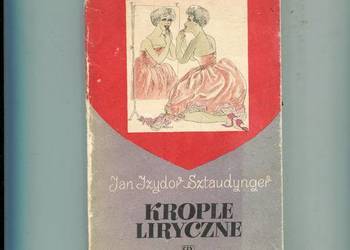 Jan Izydor Sztaudynger
KROPLE
LIRYCZNE